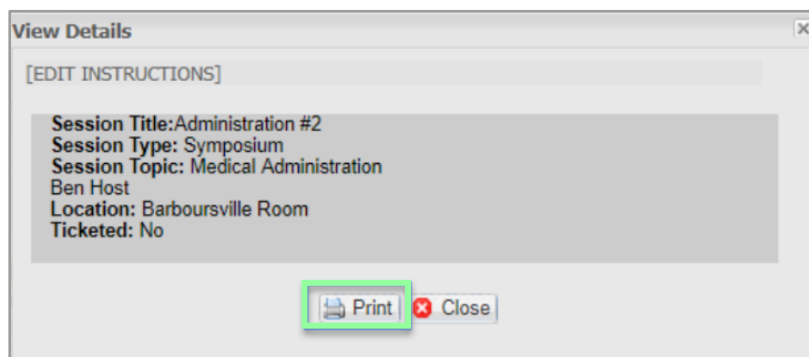 View Details
[EDIT INSTRUCTIONS]
Session Title:Administration #2
Session Type: Symposium
Session Topic: Medical Administration
Ben Host
Location: Barboursville Room
Ticketed: No
Print Close